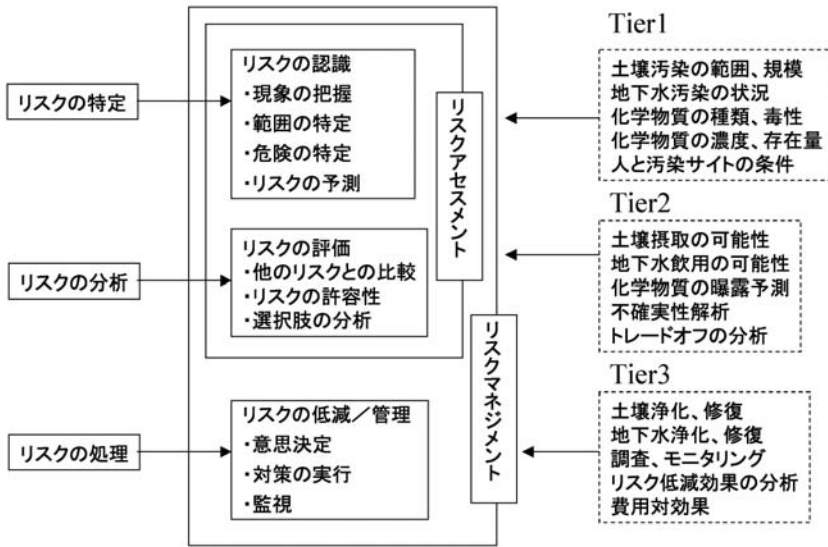 リスクの特定
リスクの認識
・現象の把握
・範囲の特定
・危険の特定
・リスクの予測
リスクアセスメント
Tier1
土壌汚染の範囲、規模
地下水汚染の状況
化学物質の種類、毒性
化学物質の濃度、存在量
人と汚染サイトの条件
リスクの分析
リスクの評価
・他のリスクとの比較
・リスクの許容性
・選択肢の分析
Tier2
土壌摂取の可能性
地下水飲用の可能性
化学物質の曝露予測
不確実性解析
トレードオフの分析
リスクマネジメント
リスクの処理
リスクの低減／管理
・意思決定
・対策の実行
・監視
Tier3
土壌浄化、修復
地下水浄化、修復
調査、モニタリング
リスク低減効果の分析
費用対効果